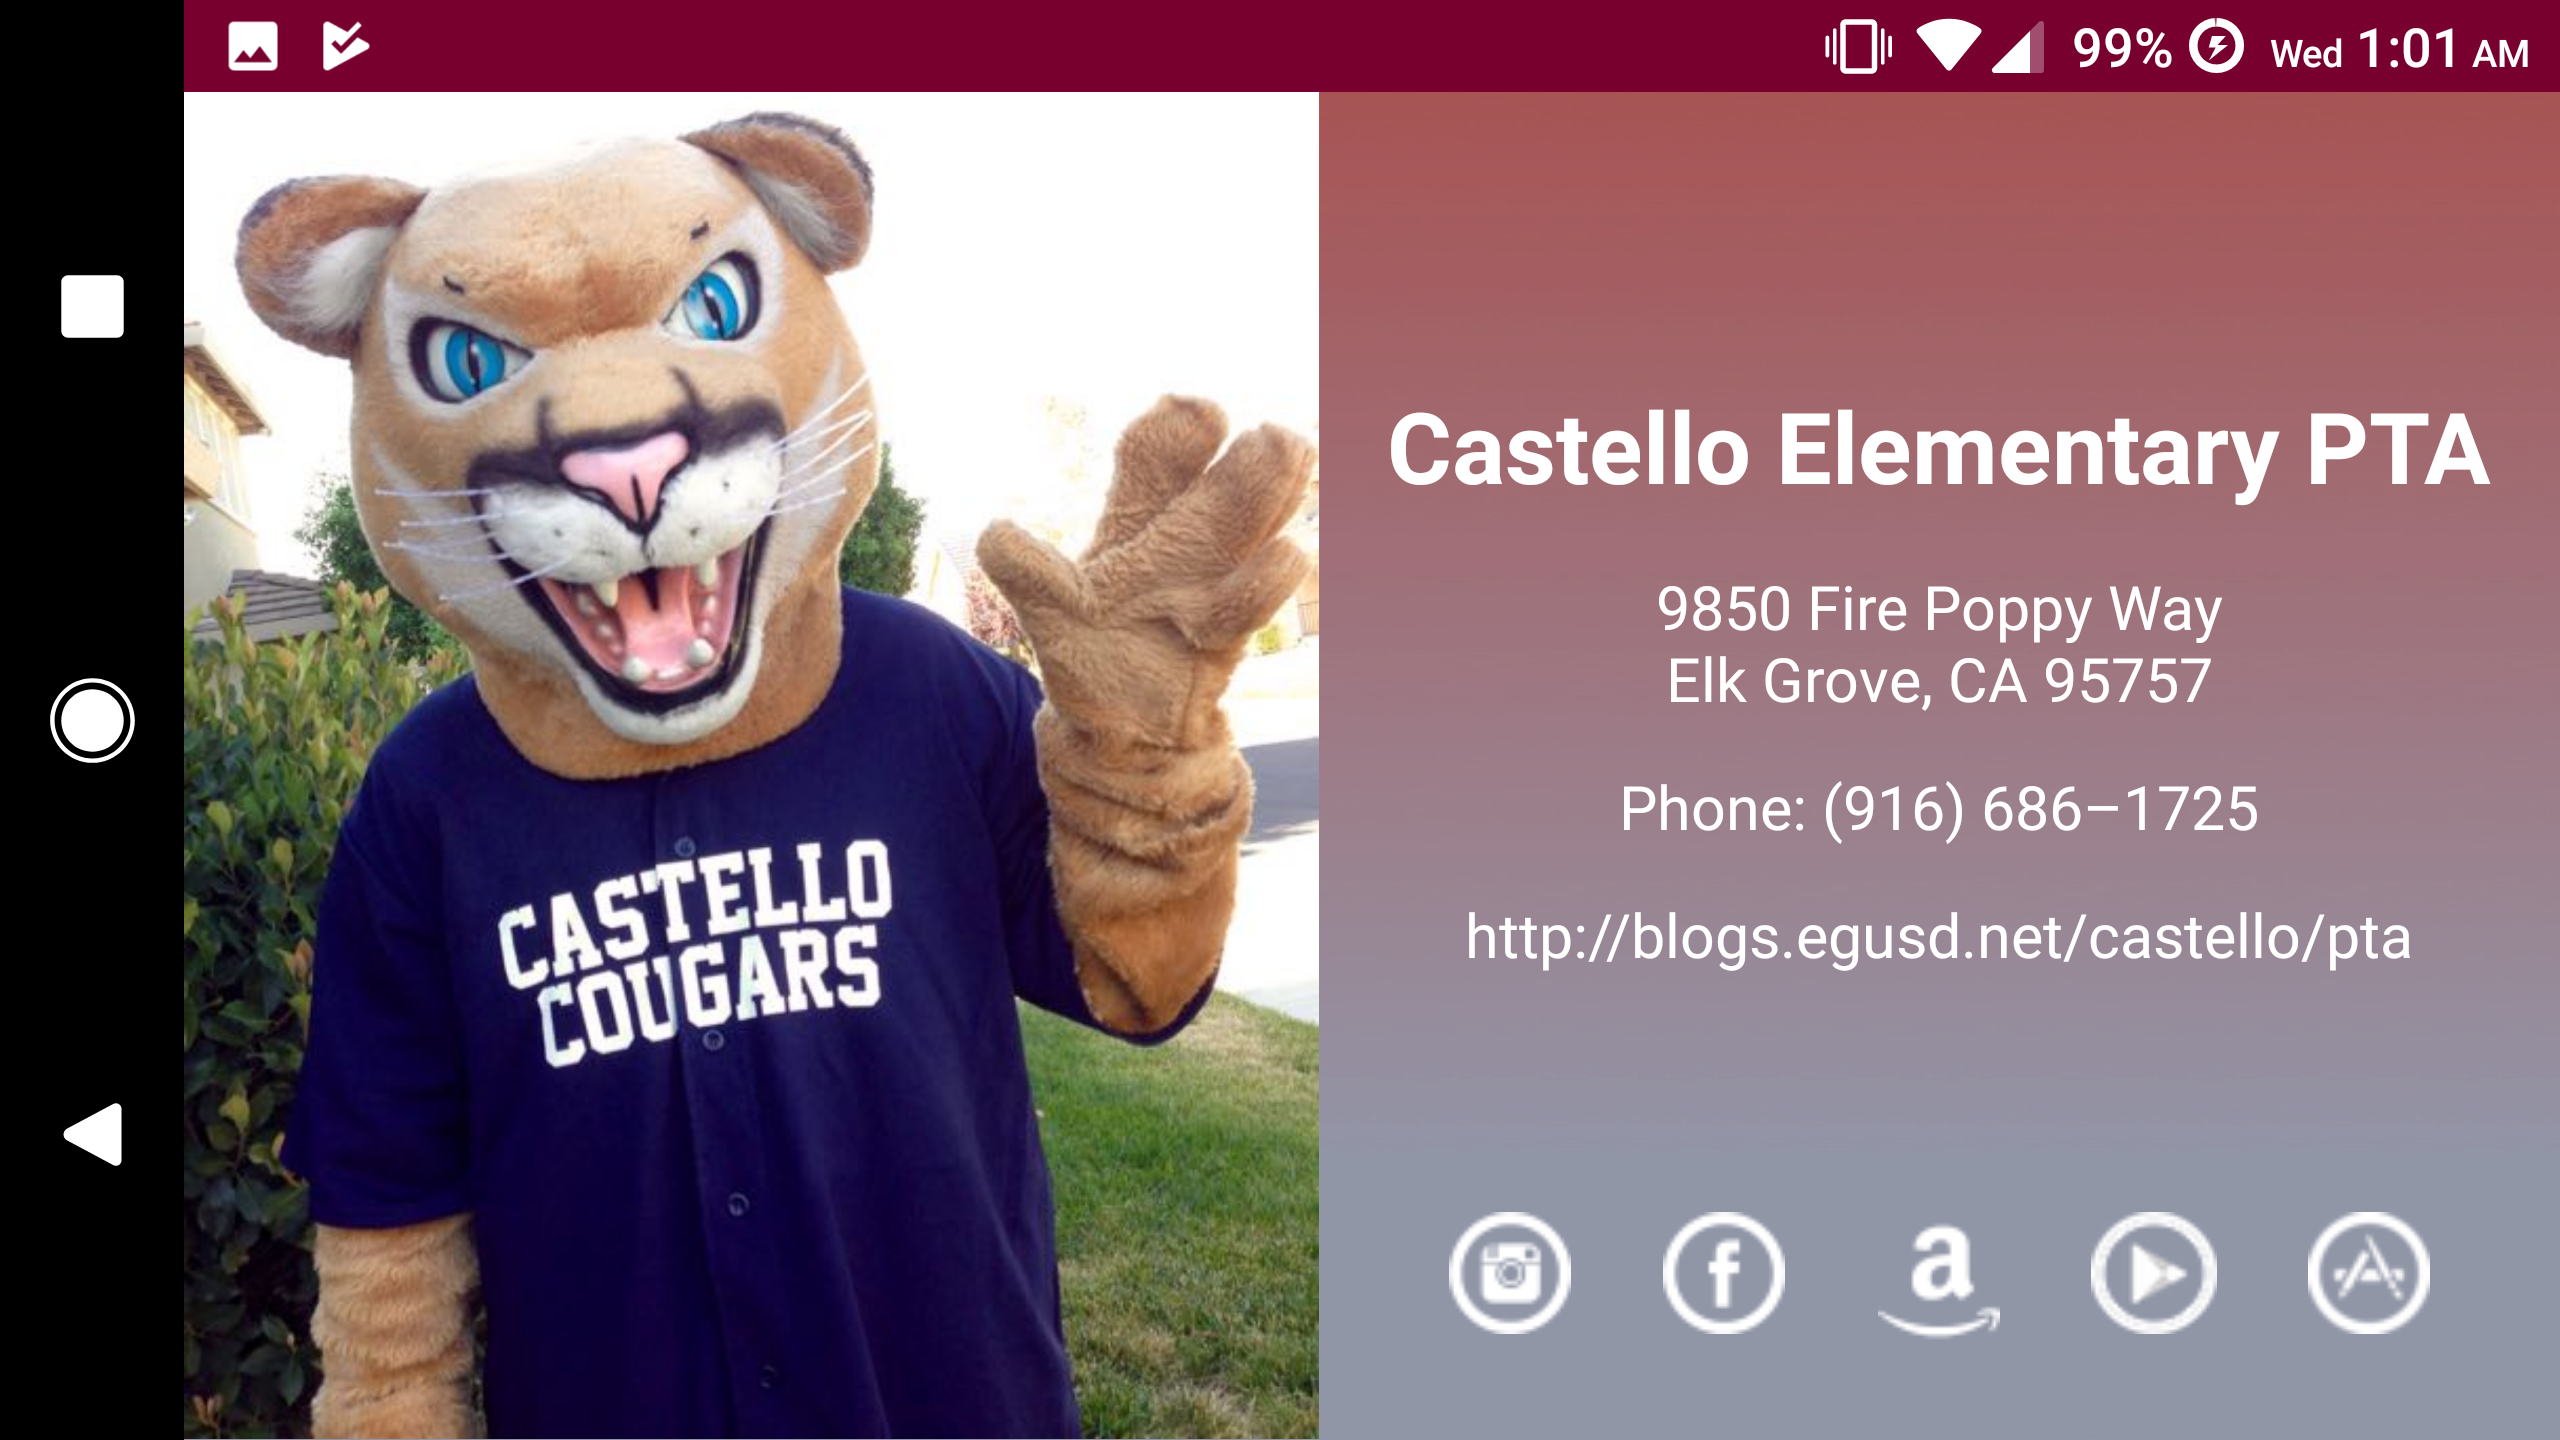 99% Wed 1:01 AM
CASTELLO
COUGARS
Castello Elementary PTA
9850 Fire Poppy Way
Elk Grove, CA 95757
Phone: (916) 686–1725
http://blogs.egusd.net/castello/pta